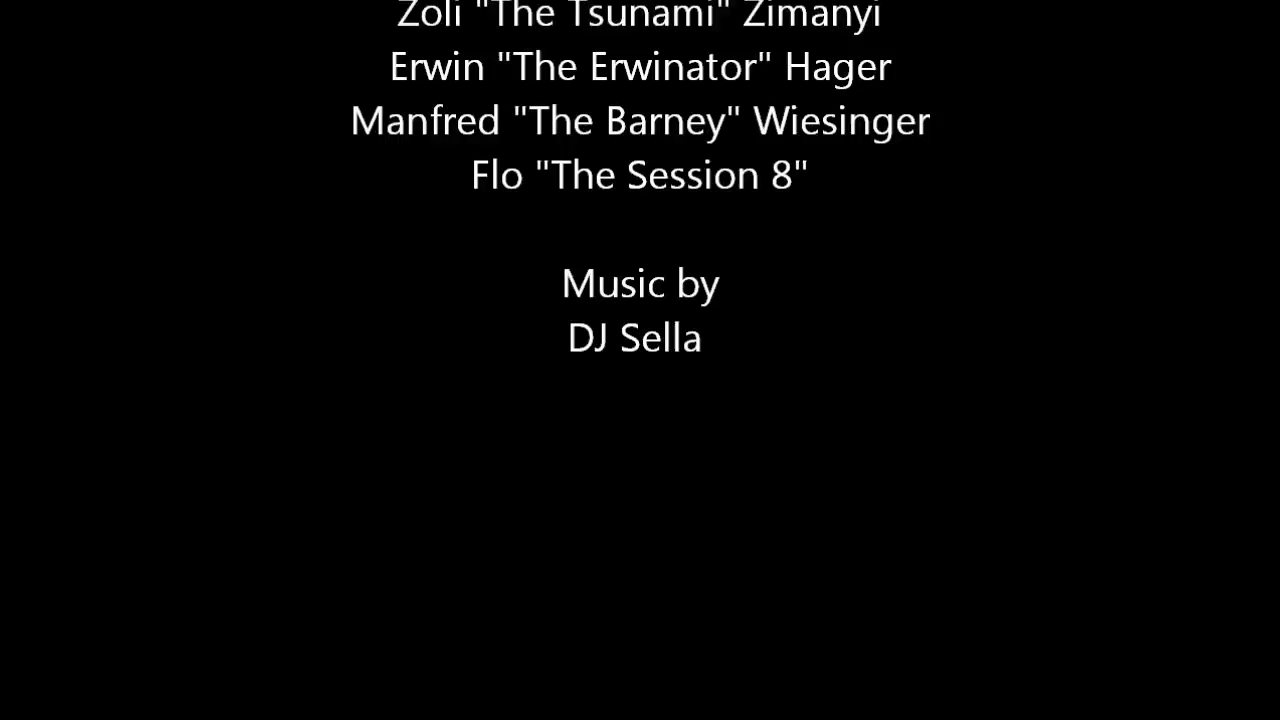 Zoli "The Tsunami" Zimanyi
Erwin "The Erwinator" Hager
Manfred "The Barney" Wiesinger
Flo "The Session 8"
Music by
DJ Sella